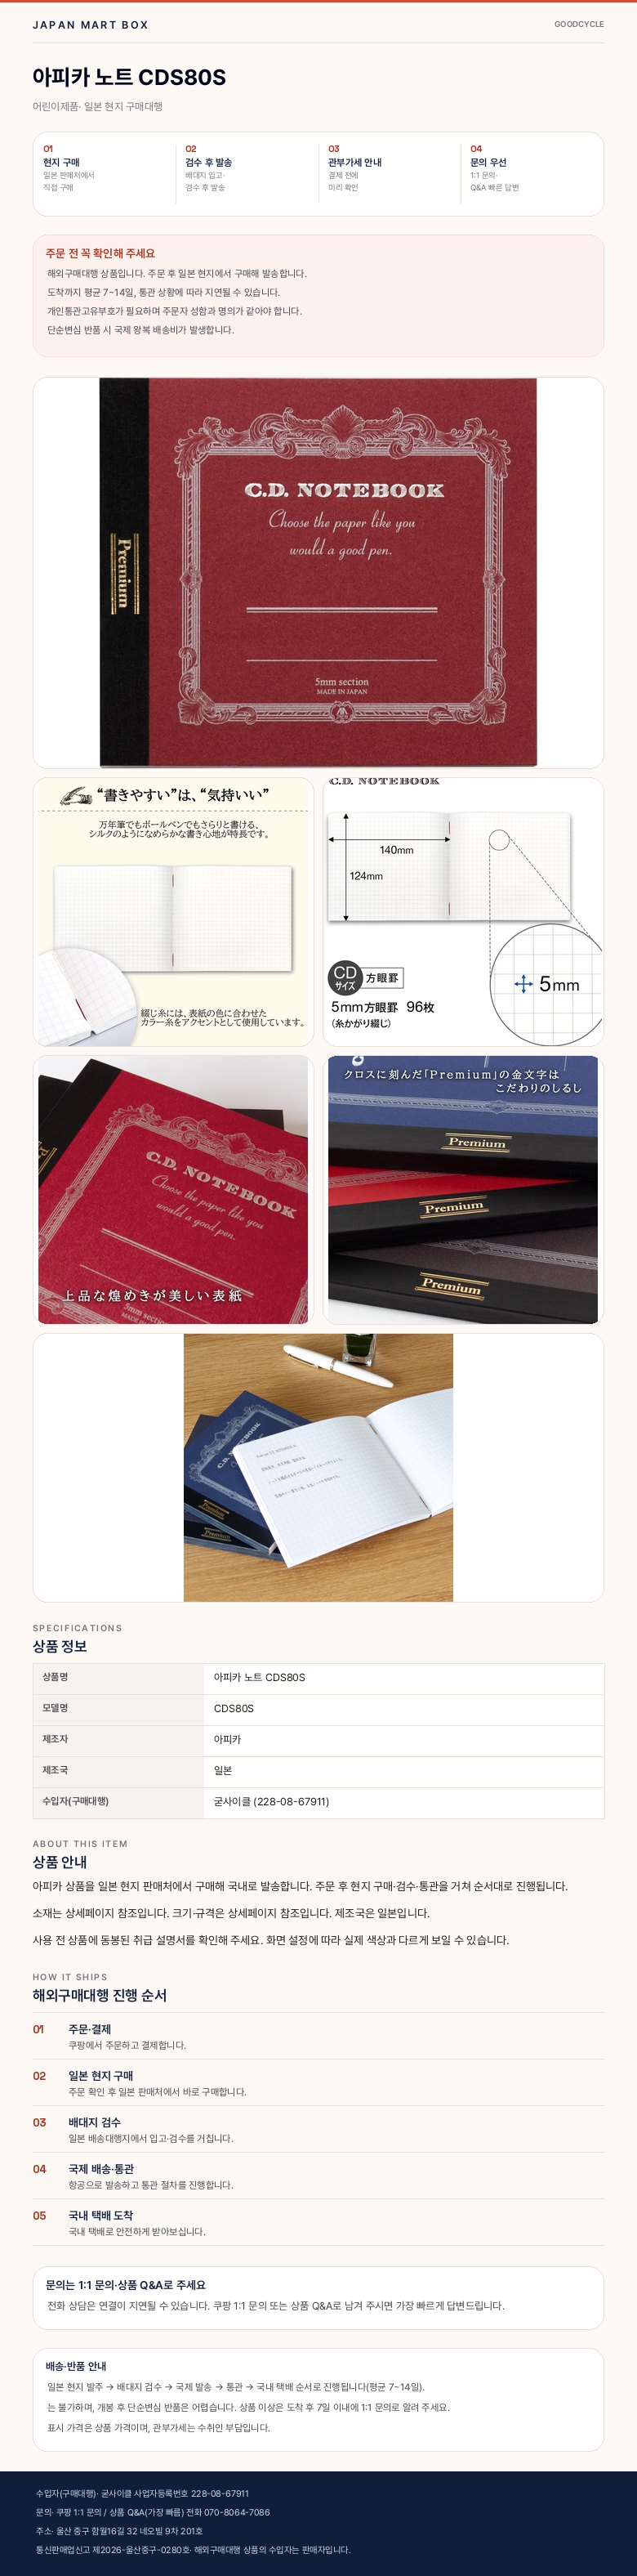 JAPAN MART BOX
GOODCYCLE
아피카 노트 CDS80S
어린이제품· 일본 현지 구매대행
01
현지 구매
일본 판매처에서
직접 구매
02
검수 후 발송
배대지 입고·
검수 후 발송
03
관부가세 안내
결제 전에
미리 확인
04
문의 우선
1:1 문의·
Q&A 빠른 답변
주문 전 꼭 확인해 주세요
해외구매대행 상품입니다. 주문 후 일본 현지에서 구매해 발송합니다.
도착까지 평균 7~14일, 통관 상황에 따라 지연될 수 있습니다.
개인통관고유부호가 필요하며 주문자 성함과 명의가 같아야 합니다.
단순변심 반품 시 국제 왕복 배송비가 발생합니다.
Premium
C.D. NOTEBOOK
Choose the paper like you
would a good pen.
5mm section
MADE IN JAPAN
“書きやすい”は、“気持いい”
万年筆でもボールペンでもさらりと書ける、
シルクのようになめらかな書き心地が特長です。
綴じ糸には、表紙の色に合わせた
カラー糸をアクセントとして使用しています。
C.D. NOTEBOOK
140mm
124mm
CD
サイズ
方眼罫
5mm
5mm方眼罫 96枚
(糸かがり綴じ)
C.D. NOTEBOOK
Choose the paper like you
would a good pen.
5mm section
上品な煌めきが美しい表紙
クロスに刻んだ「Premium」の金文字は
こだわりのしるし
Premium
Premium
Premium
SPECIFICATIONS
상품 정보
상품명 아피카 노트 CDS80S
모델명 CDS80S
제조자 아피카
제조국 일본
수입자(구매대행) 굳사이클 (228-08-67911)
ABOUT THIS ITEM
상품 안내
아피카 상품을 일본 현지 판매처에서 구매해 국내로 발송합니다. 주문 후 현지 구매·검수·통관을 거쳐 순서대로 진행됩니다.
소재는 상세페이지 참조입니다. 크기·규격은 상세페이지 참조입니다. 제조국은 일본입니다.
사용 전 상품에 동봉된 취급 설명서를 확인해 주세요. 화면 설정에 따라 실제 색상과 다르게 보일 수 있습니다.
HOW IT SHIPS
해외구매대행 진행 순서
01 주문·결제
쿠팡에서 주문하고 결제합니다.
02 일본 현지 구매
주문 확인 후 일본 판매처에서 바로 구매합니다.
03 배대지 검수
일본 배송대행지에서 입고·검수를 거칩니다.
04 국제 배송·통관
항공으로 발송하고 통관 절차를 진행합니다.
05 국내 택배 도착
국내 택배로 안전하게 받아보십니다.
문의는 1:1 문의·상품 Q&A로 주세요
전화 상담은 연결이 지연될 수 있습니다. 쿠팡 1:1 문의 또는 상품 Q&A로 남겨 주시면 가장 빠르게 답변드립니다.
배송·반품 안내
일본 현지 발주 → 배대지 검수 → 국제 발송 → 통관 → 국내 택배 순서로 진행됩니다(평균 7~14일).
는 불가하며, 개봉 후 단순변심 반품은 어렵습니다. 상품 이상은 도착 후 7일 이내에 1:1 문의로 알려 주세요.
표시 가격은 상품 가격이며, 관부가세는 수취인 부담입니다.
수입자(구매대행)· 굳사이클 사업자등록번호 228-08-67911
문의· 쿠팡 1:1 문의 / 상품 Q&A(가장 빠름) 전화 070-8064-7086
주소· 울산 중구 함월16길 32 네오빌 9차 201호
통신판매업신고 제2026-울산중구-0280호· 해외구매대행 상품의 수입자는 판매자입니다.